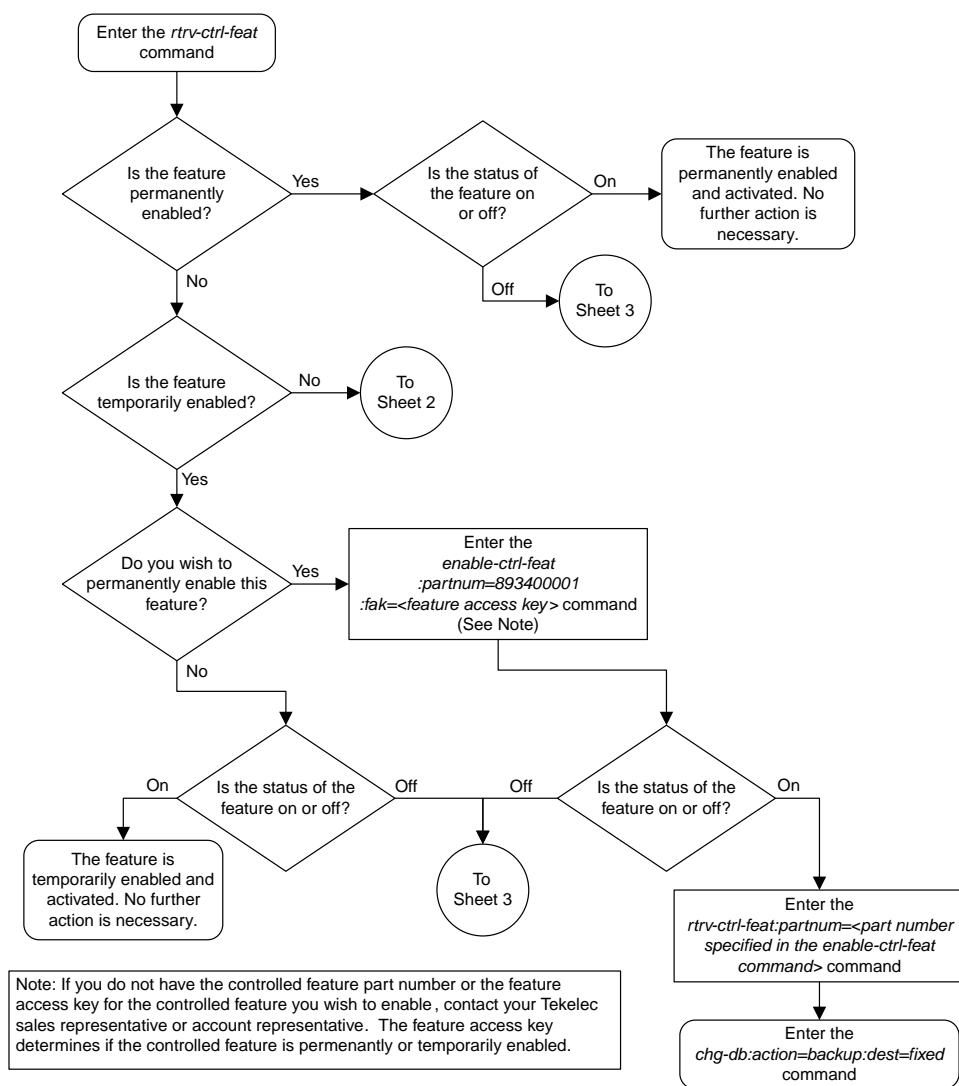 Enter the rtrv-ctrl-feat
command
Is the feature
permanently
enabled?
Yes
Is the status of
the feature on
or off?
On
The feature is
permanently enabled
and activated. No
further action is
necessary.
No
Off
To
Sheet 3
Is the feature
temporarily enabled?
No
To
Sheet 2
Yes
Do you wish to
permanently enable this
feature?
Yes
Enter the
enable-ctrl-feat
:partnum=893400001
:fak=<feature access key> command
(See Note)
No
On
Is the status of the
feature on or off?
Off
Off
Is the status of the
feature on or off?
On
The feature is
temporarily enabled and
activated. No further
action is necessary.
To
Sheet 3
Enter the
rtrv-ctrl-feat:partnum=<part number
specified in the enable-ctrl-feat
command> command
Note: If you do not have the controlled feature part number or the feature
access key for the controlled feature you wish to enable , contact your Tekelec
sales representative or account representative. The feature access key
determines if the controlled feature is permenantly or temporarily enabled.
Enter the
chg-db:action=backup:dest=fixed
command